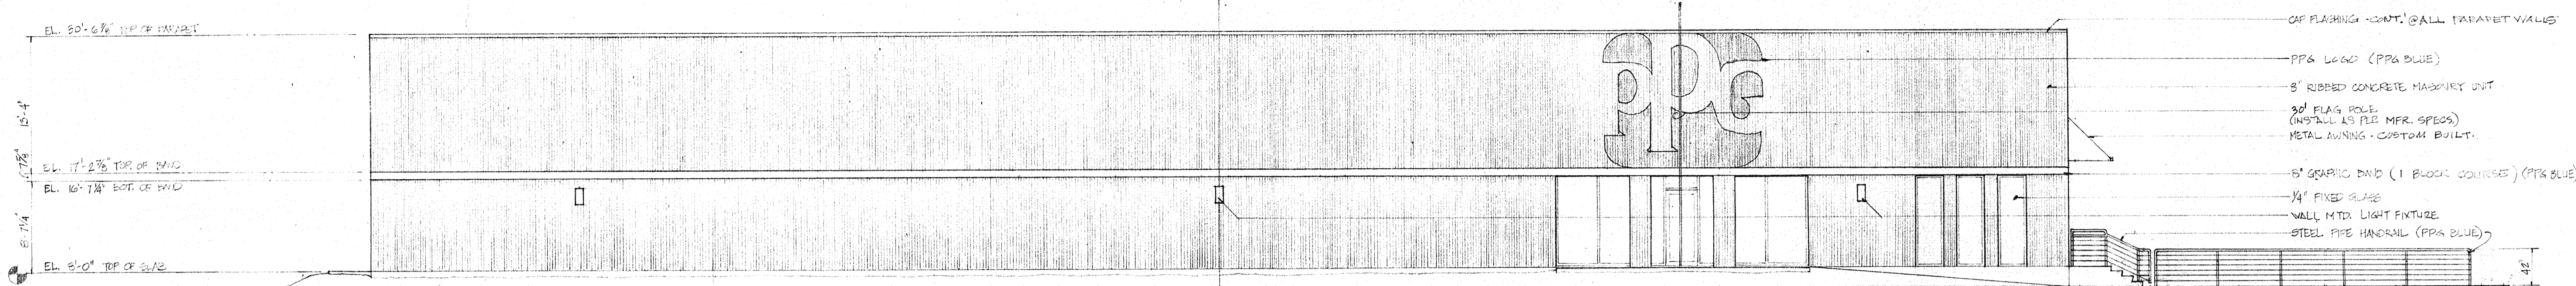 EL. 30'-6⅞" TOP OF PARAPET
13'-4"
7⅝"
EL. 17'-2⅞" TOP OF BAND
EL. 16'-7¼" BOT. OF BAND
8'-7¼"
EL. 8'-0" TOP OF SLAB
PPG
CAP FLASHING - CONT.' @ ALL PARAPET WALLS
PPG LOGO (PPG BLUE)
8" RIBBED CONCRETE MASONRY UNIT
30' FLAG POLE
(INSTALL AS PER MFR. SPECS.)
METAL AWNING - CUSTOM BUILT.
8" GRAPHIC BAND (1 BLOCK COURSE) (PPG BLUE)
¼" FIXED GLASS
WALL MTD. LIGHT FIXTURE
STEEL PIPE HANDRAIL (PPG BLUE)
42"